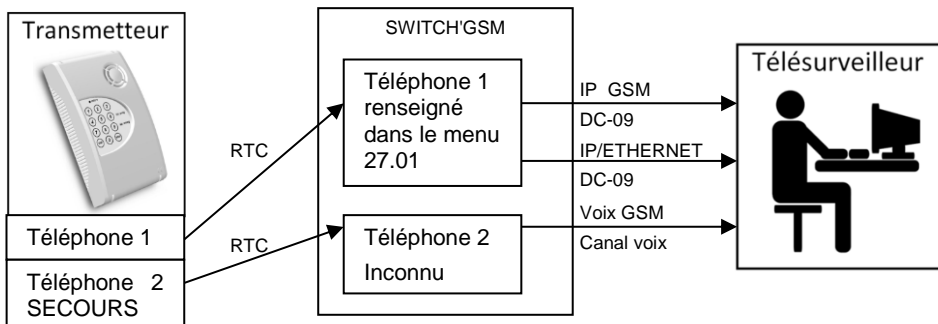 Transmetteur
Téléphone 1
Téléphone 2
SECOURS
RTC
RTC
SWITCH'GSM
Téléphone 1
renseigné
dans le menu
27.01
Téléphone 2
Inconnu
IP GSM
DC-09
IP/ETHERNET
DC-09
Voix GSM
Canal voix
Télésurveilleur